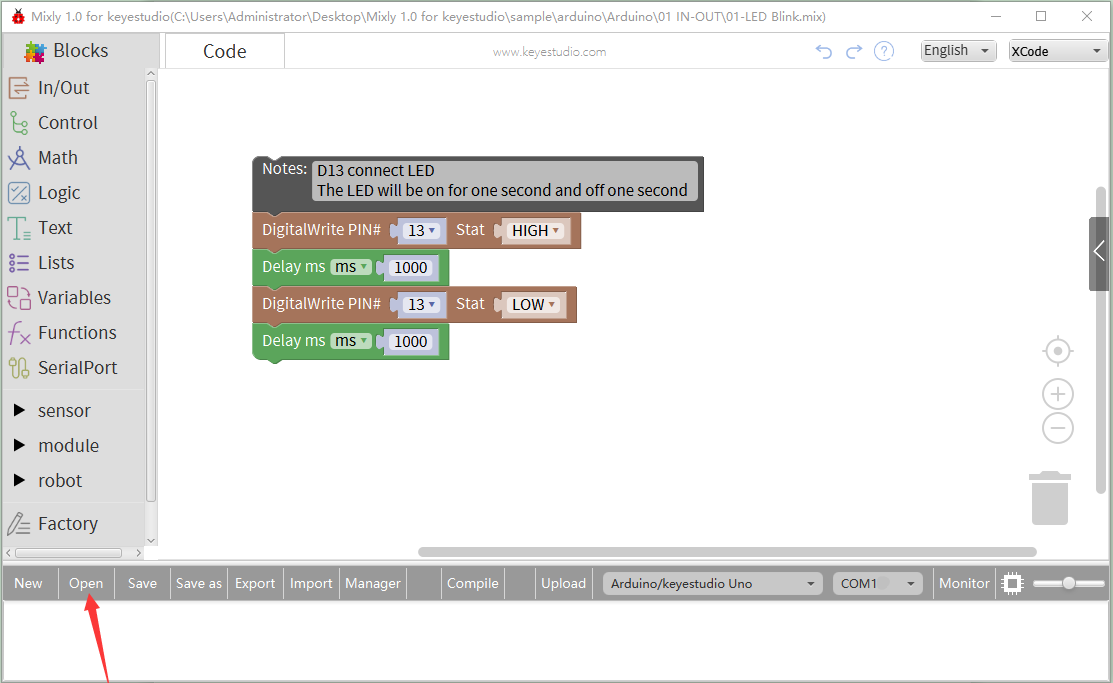 Mixly 1.0 for keyestudio(C:\Users\Administrator\Desktop\Mixly 1.0 for keyestudio\sample\arduino\Arduino\01 IN-OUT\01-LED Blink.mix)
Blocks
Code
www.keyestudio.com
?
English
XCode
In/Out
Control
Math
Logic
Text
Lists
Variables
Functions
SerialPort
sensor
module
robot
Factory
Notes: D13 connect LED
The LED will be on for one second and off one second
DigitalWrite PIN# 13 Stat HIGH
Delay ms ms 1000
DigitalWrite PIN# 13 Stat LOW
Delay ms ms 1000
New Open Save Save as Export Import Manager Compile Upload Arduino/keyestudio Uno COM1 Monitor